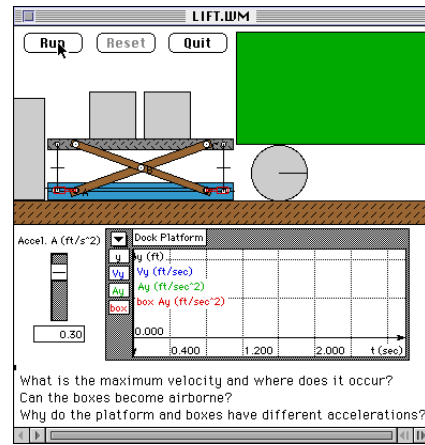 LIFT.WM
Run Reset Quit
Accel. A (ft/s^2)
0.30
Dock Platform
y
Vy
Ay
box
y (ft)
Vy (ft/sec)
Ay (ft/sec^2)
box Ay (ft/sec^2)
0.000
0.400 1.200 2.000 t (sec)
What is the maximum velocity and where does it occur?
Can the boxes become airborne?
Why do the platform and boxes have different accelerations?